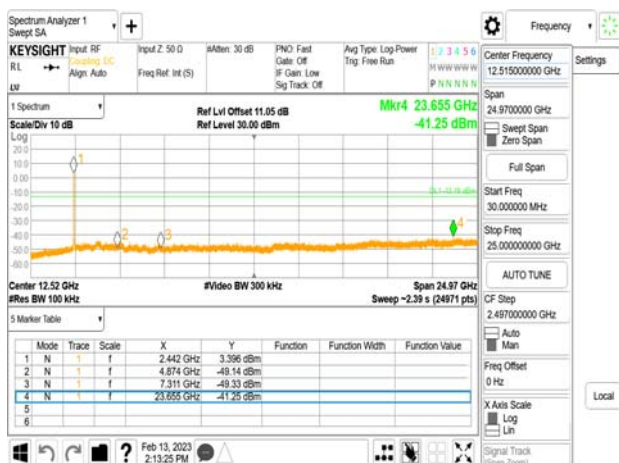 Spectrum Analyzer 1
Swept SA
+
Frequency
KEYSIGHT
Input: RF
Coupling: DC
Align: Auto
Input Z: 50 Ω
Freq Ref: Int (S)
#Atten: 30 dB
PNO: Fast
Gate: Off
IF Gain: Low
Sig Track: Off
Avg Type: Log-Power
Trig: Free Run
1 2 3 4 5 6
M W W W W W
P N N N N N
RL
LXI
1 Spectrum
Scale/Div 10 dB
Log
Ref Lvl Offset 11.05 dB
Ref Level 30.00 dBm
Mkr4 23.655 GHz
-41.25 dBm
20.0
10.0
0.00
-10.0
-20.0
-30.0
-40.0
-50.0
-60.0
1
2
3
4
Center 12.52 GHz
#Res BW 100 kHz
#Video BW 300 kHz
Span 24.97 GHz
Sweep ~2.39 s (24971 pts)
5 Marker Table
Mode Trace Scale X Y Function Function Width Function Value
1 N 1 f 2.442 GHz 3.396 dBm
2 N 1 f 4.874 GHz -49.14 dBm
3 N 1 f 7.311 GHz -49.33 dBm
4 N 1 f 23.655 GHz -41.25 dBm
5
6
Feb 13, 2023
2:13:25 PM
?
Center Frequency
12.515000000 GHz
Span
24.9700000 GHz
Swept Span
Zero Span
Full Span
Start Freq
30.000000 MHz
Stop Freq
25.000000000 GHz
AUTO TUNE
CF Step
2.497000000 GHz
Auto
Man
Freq Offset
0 Hz
X Axis Scale
Log
Lin
Signal Track
Settings
Local